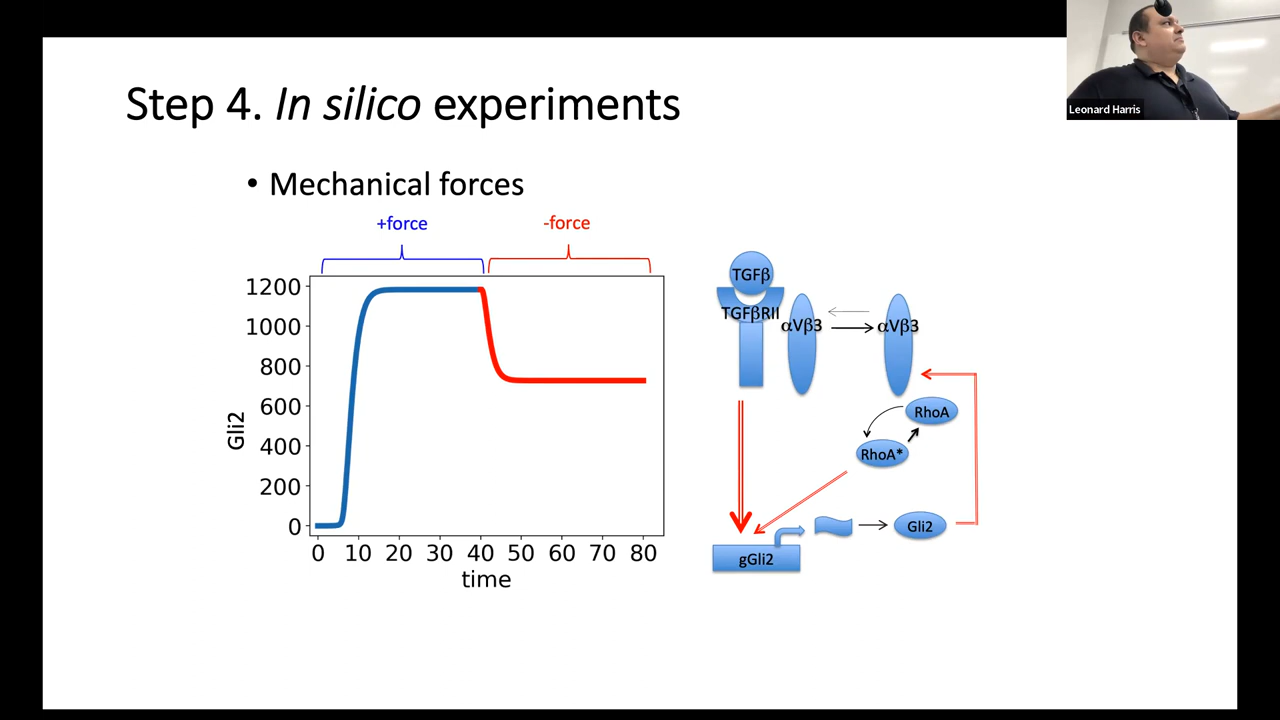 Leonard Harris
Step 4. In silico experiments
• Mechanical forces
+force
-force
1200
1000
800
600
400
200
0
Gli2
0 10 20 30 40 50 60 70 80
time
TGFβ
TGFβRII
αVβ3
αVβ3
RhoA
RhoA*
Gli2
gGli2